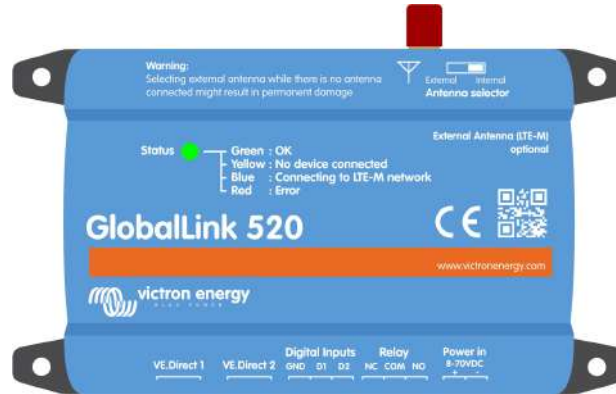 Warning:
Selecting external antenna while there is no antenna
connected might result in permanent damage
External Internal
Antenna selector
External Antenna (LTE-M)
optional
Status
Green : OK
Yellow : No device connected
Blue : Connecting to LTE-M network
Red : Error
GlobalLink 520
CE
www.victronenergy.com
victron energy
BLUE POWER
VE.Direct 1
VE.Direct 2
Digital Inputs
GND D1 D2
Relay
NC COM NO
Power in
8-70VDC
+ -